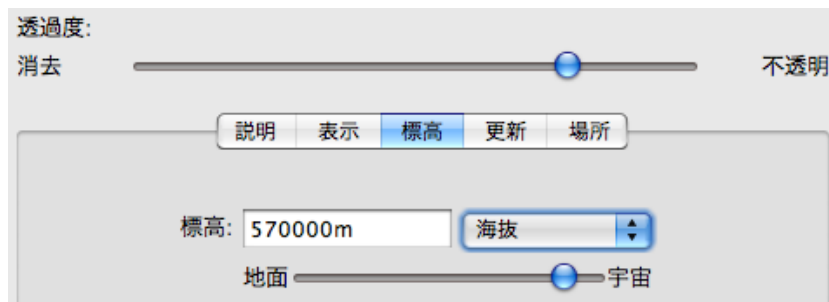 透過度:
消去 不透明
説明 表示 標高 更新 場所
標高: 570000m 海抜
地面 宇宙